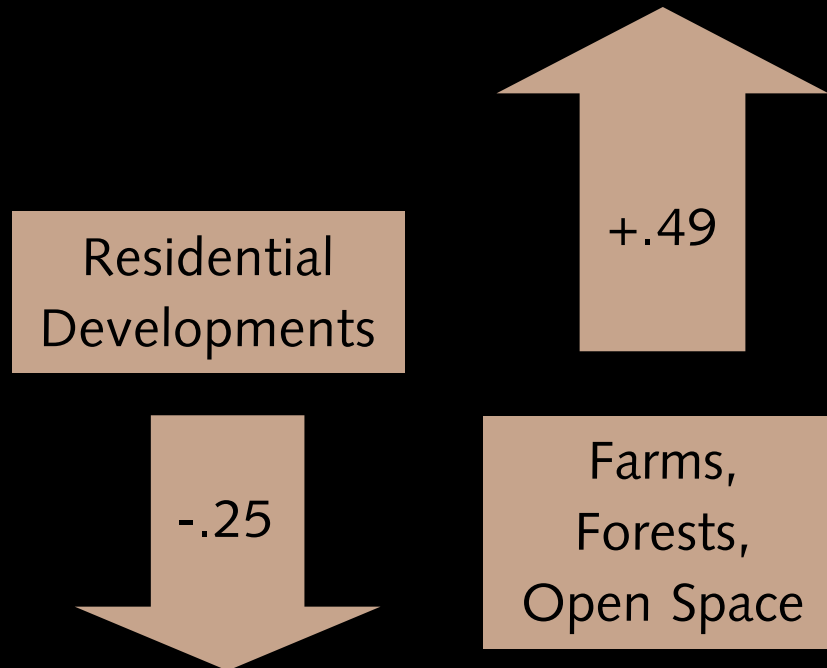 Residential
Developments
-.25
+.49
Farms,
Forests,
Open Space